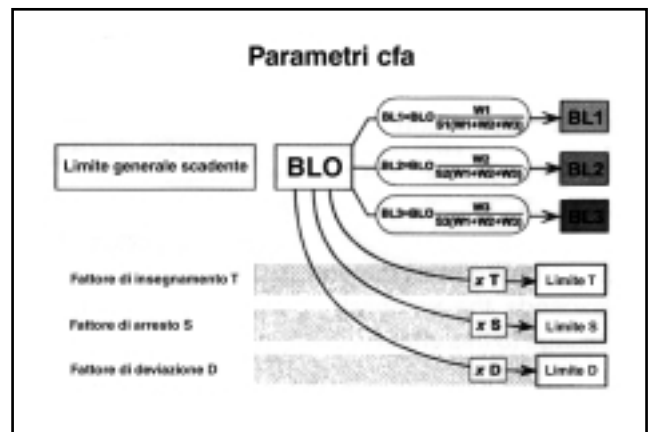 Parametri cfa
BL1=BLO W1
S1(W1+W2+W3)
BL1
Limite generale scadente
BLO
BL2=BLO W2
S2(W1+W2+W3)
BL2
BL3=BLO W3
S3(W1+W2+W3)
BL3
Fattore di insegnamento T
x T
Limite T
Fattore di arresto S
x S
Limite S
Fattore di deviazione D
x D
Limite D